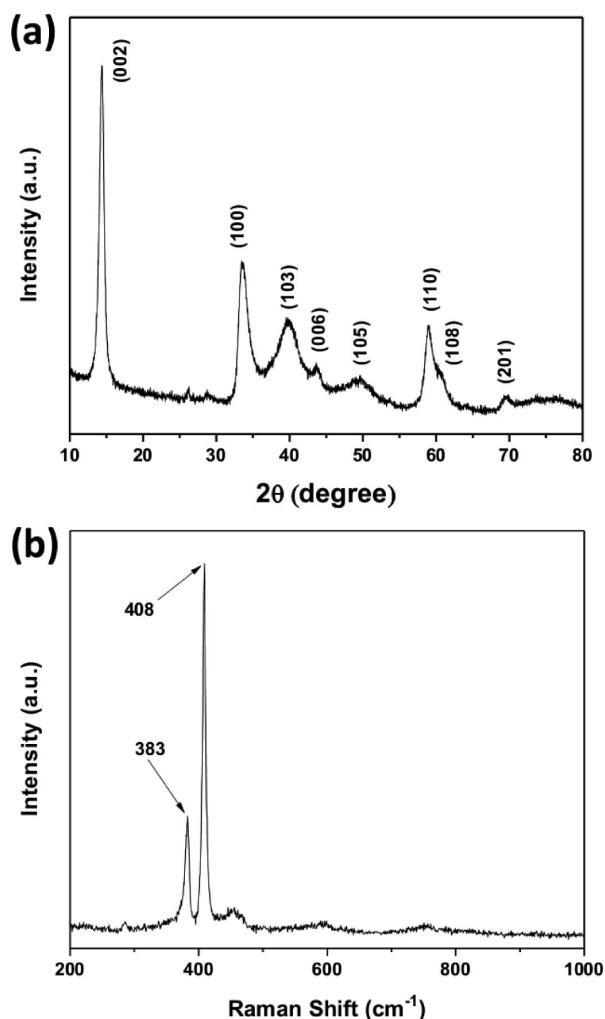 (a)
(002)
(100)
(103)
(006)
(105)
(110)
(108)
(201)
Intensity (a.u.)
10 20 30 40 50 60 70 80
2θ (degree)
(b)
408
383
Intensity (a.u.)
200 400 600 800 1000
Raman Shift (cm⁻¹)